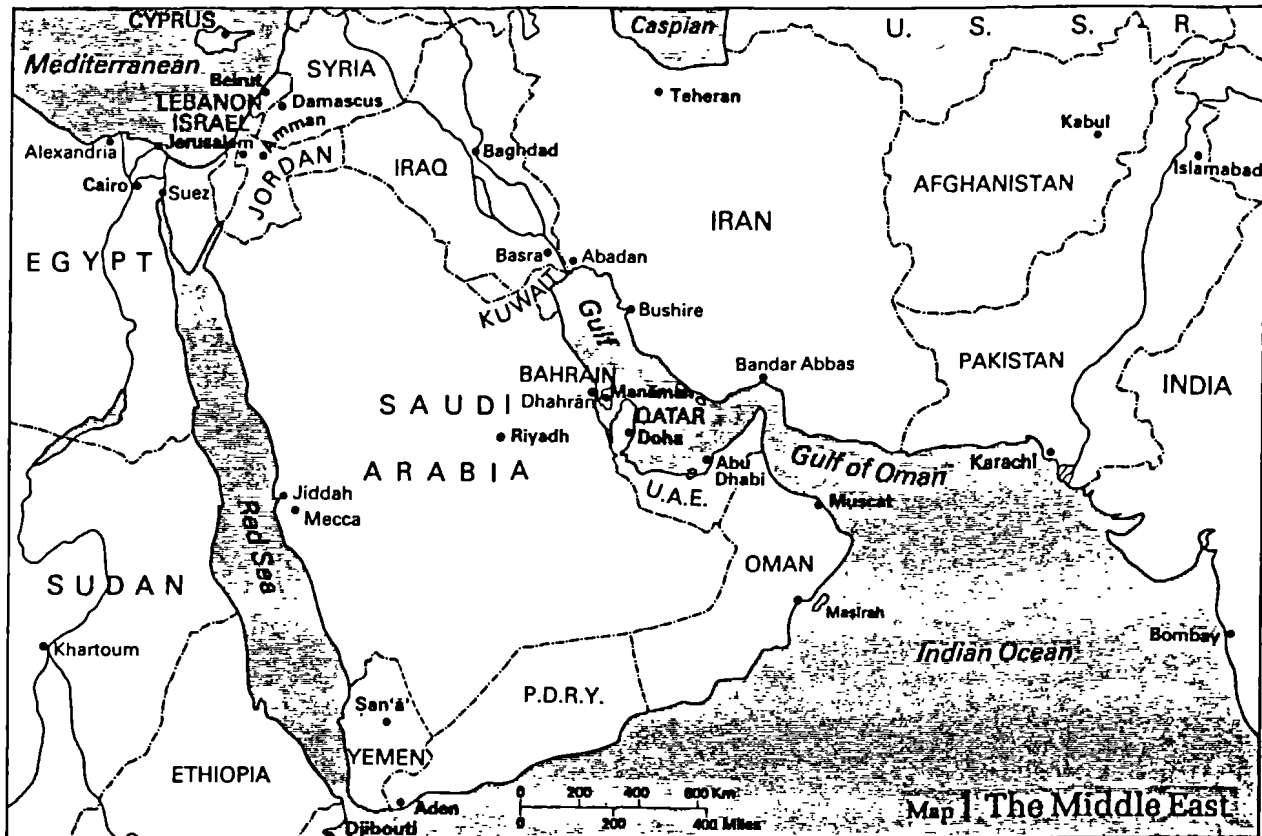 CYPRUS
Caspian
U. S. S. R.
Mediterranean
SYRIA
Beirut
LEBANON
Damascus
Teheran
ISRAEL
Amman
Kabul
Alexandria
Jerusalem
Baghdad
JORDAN
IRAQ
Islamabad
Cairo
Suez
AFGHANISTAN
IRAN
EGYPT
Basra
Abadan
KUWAIT
Gulf
Bushire
PAKISTAN
Bandar Abbas
INDIA
BAHRAIN
Manāmah
Dhahrān
SAUDI
QATAR
Riyadh
Doha
Gulf of Oman
Karachi
ARABIA
Abu
Dhabi
U.A.E.
Jiddah
Muscat
Mecca
Red Sea
OMAN
SUDAN
Maşīrah
Khartoum
Bombay
Indian Ocean
P.D.R.Y.
San'ā'
YEMEN
ETHIOPIA
Aden
Djibouti
0 200 400 600 Km
0 200 400 Miles
Map 1 The Middle East